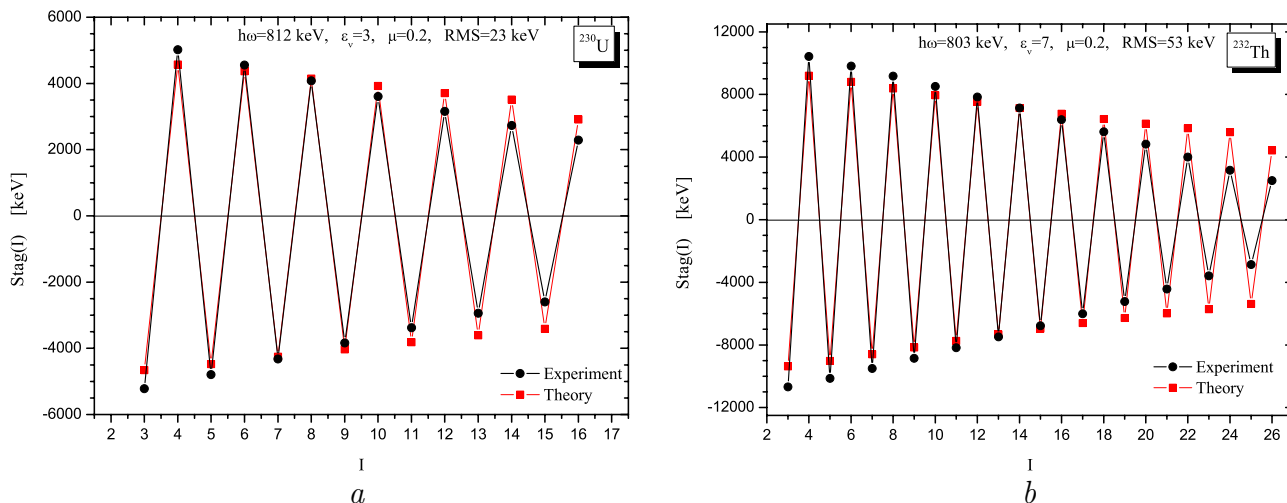 ħω=812 keV, εv=3, μ=0.2, RMS=23 keV
²³⁰U
Stag(I) [keV]
6000
4000
2000
0
-2000
-4000
-6000
Experiment
Theory
2 3 4 5 6 7 8 9 10 11 12 13 14 15 16 17
I
a
ħω=803 keV, εv=7, μ=0.2, RMS=53 keV
²³²Th
Stag(I) [keV]
12000
8000
4000
0
-4000
-8000
-12000
Experiment
Theory
2 4 6 8 10 12 14 16 18 20 22 24 26
I
b